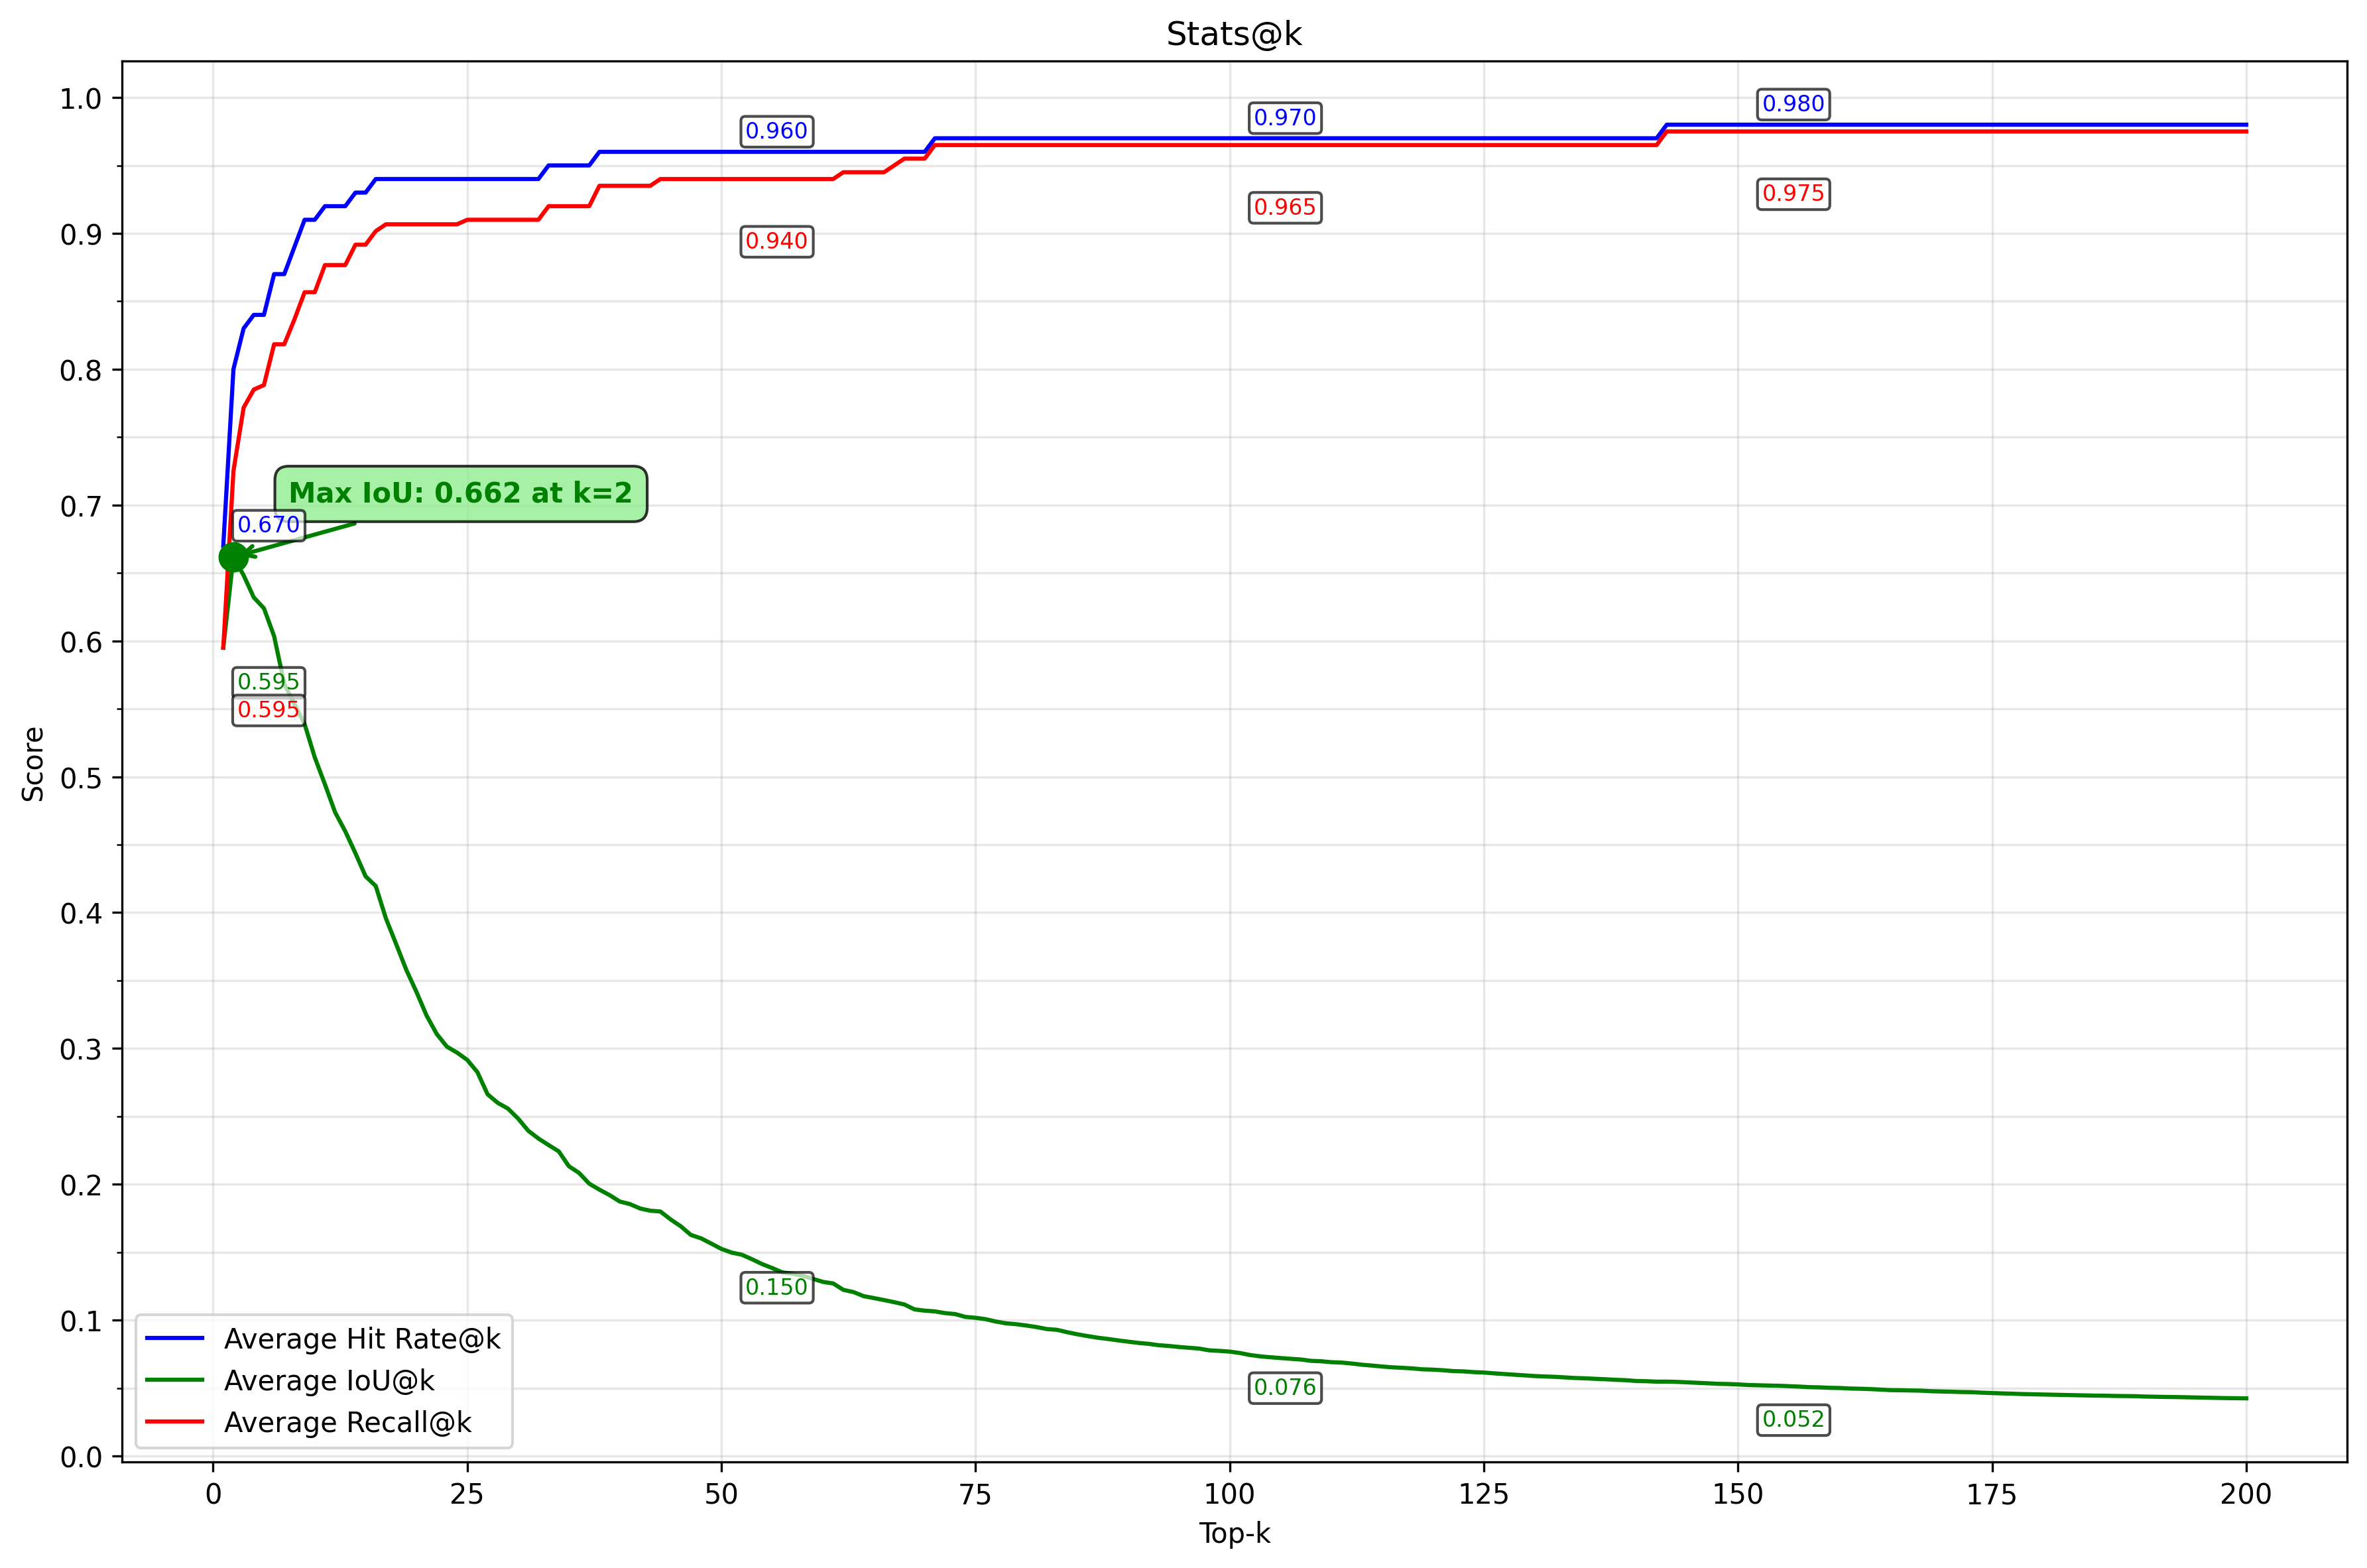 Stats@k
1.0
0.9
0.8
0.7
0.6
0.5
0.4
0.3
0.2
0.1
0.0
Score
0.960
0.970
0.980
0.940
0.965
0.975
Max IoU: 0.662 at k=2
0.670
0.595
0.595
0.150
0.076
0.052
Average Hit Rate@k
Average IoU@k
Average Recall@k
0 25 50 75 100 125 150 175 200
Top-k